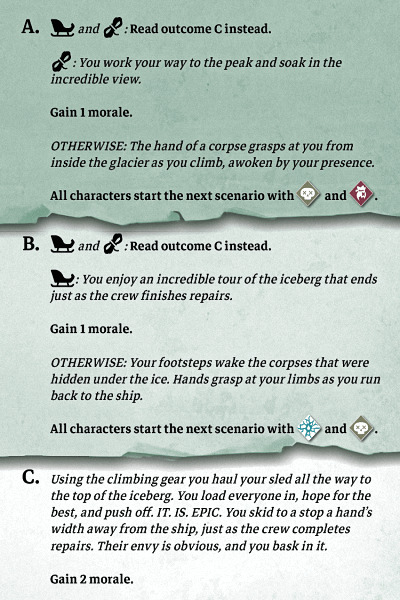 A. and : Read outcome C instead.
: You work your way to the peak and soak in the
incredible view.
Gain 1 morale.
OTHERWISE: The hand of a corpse grasps at you from
inside the glacier as you climb, awoken by your presence.
All characters start the next scenario with and .
B. and : Read outcome C instead.
: You enjoy an incredible tour of the iceberg that ends
just as the crew finishes repairs.
Gain 1 morale.
OTHERWISE: Your footsteps wake the corpses that were
hidden under the ice. Hands grasp at your limbs as you run
back to the ship.
All characters start the next scenario with and .
C. Using the climbing gear you haul your sled all the way to
the top of the iceberg. You load everyone in, hope for the
best, and push off. IT. IS. EPIC. You skid to a stop a hand's
width away from the ship, just as the crew completes
repairs. Their envy is obvious, and you bask in it.
Gain 2 morale.